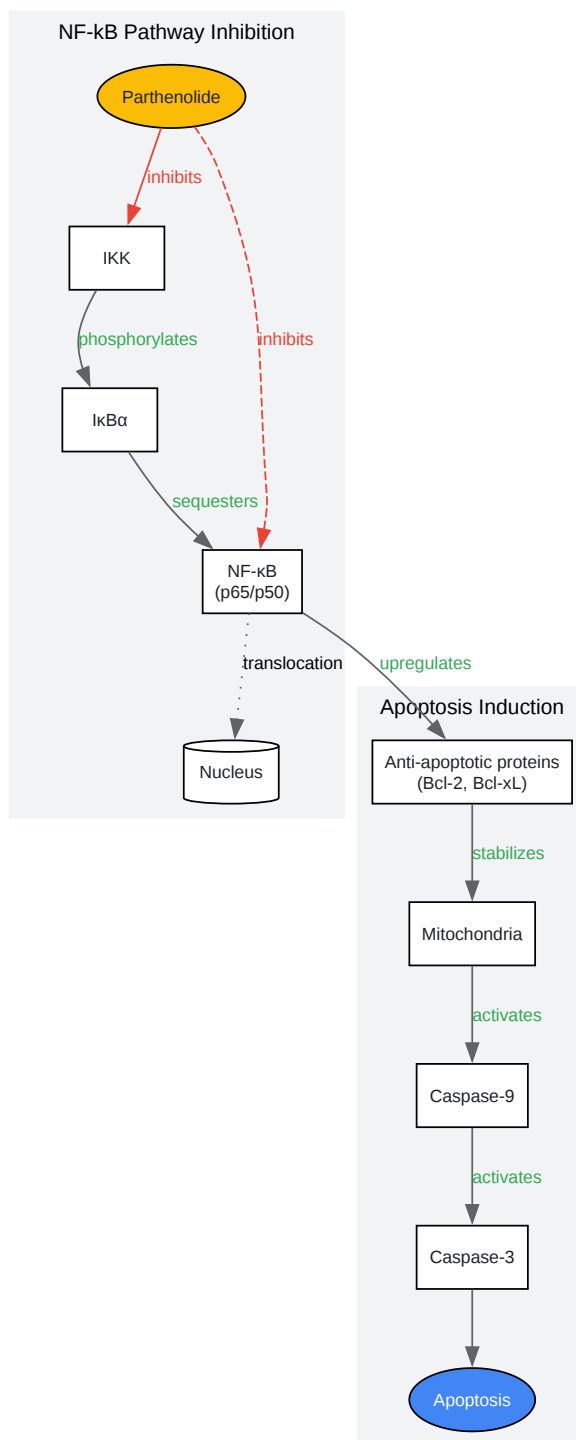 NF-kB Pathway Inhibition
Parthenolide
inhibits
IKK
phosphorylates
inhibits
IκBα
sequesters
NF-κB
(p65/p50)
translocation
upregulates
Apoptosis Induction
Nucleus
Anti-apoptotic proteins
(Bcl-2, Bcl-xL)
stabilizes
Mitochondria
activates
Caspase-9
activates
Caspase-3
Apoptosis